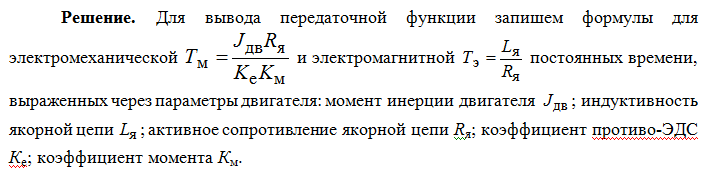 Решение. Для вывода передаточной функции запишем формулы для
электромеханической Tм = JдвRя / KеKм и электромагнитной Tэ = Lя / Rя постоянных времени,
выраженных через параметры двигателя: момент инерции двигателя Jдв ; индуктивность
якорной цепи Lя ; активное сопротивление якорной цепи Rя; коэффициент противо-ЭДС
Kе; коэффициент момента Kм.